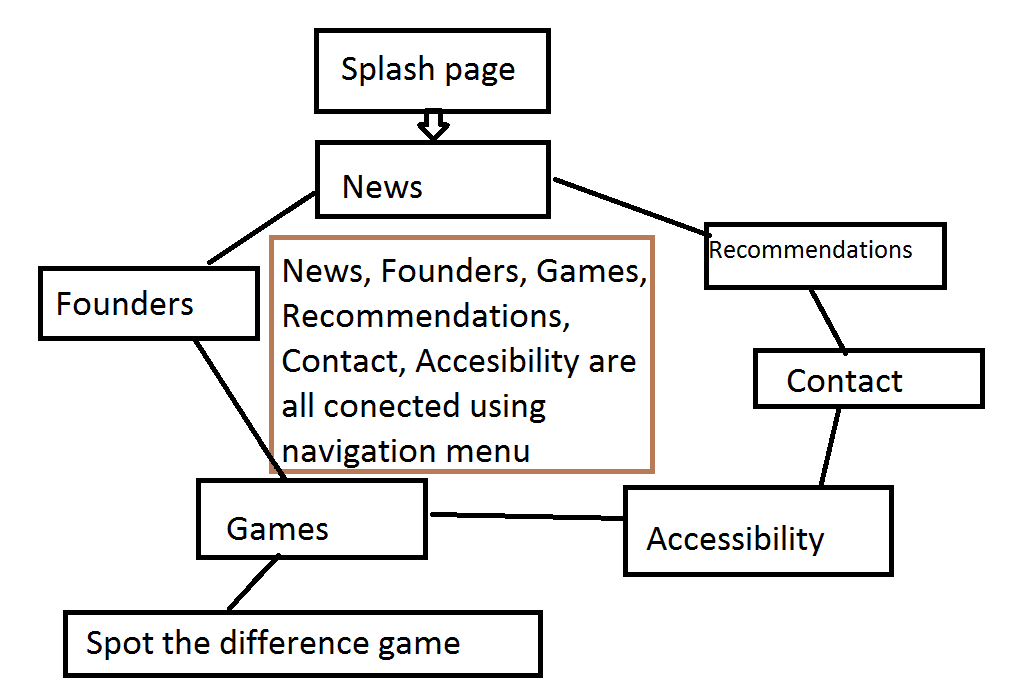 Splash page
News
Recommendations
Founders
News, Founders, Games,
Recommendations,
Contact, Accesibility are
all conected using
navigation menu
Contact
Games
Accessibility
Spot the difference game